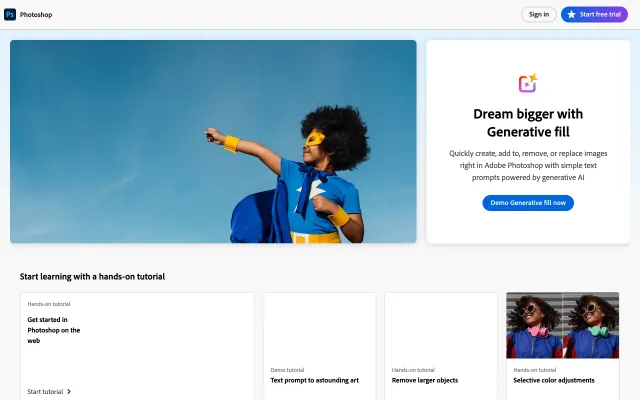 Ps Photoshop
Sign in
Start free trial
Dream bigger with
Generative fill
Quickly create, add to, remove, or replace images
right in Adobe Photoshop with simple text
prompts powered by generative AI
Demo Generative fill now
Start learning with a hands-on tutorial
Hands-on tutorial
Get started in
Photoshop on the
web
Start tutorial
Demo tutorial
Text prompt to astounding art
Hands-on tutorial
Remove larger objects
Hands-on tutorial
Selective color adjustments